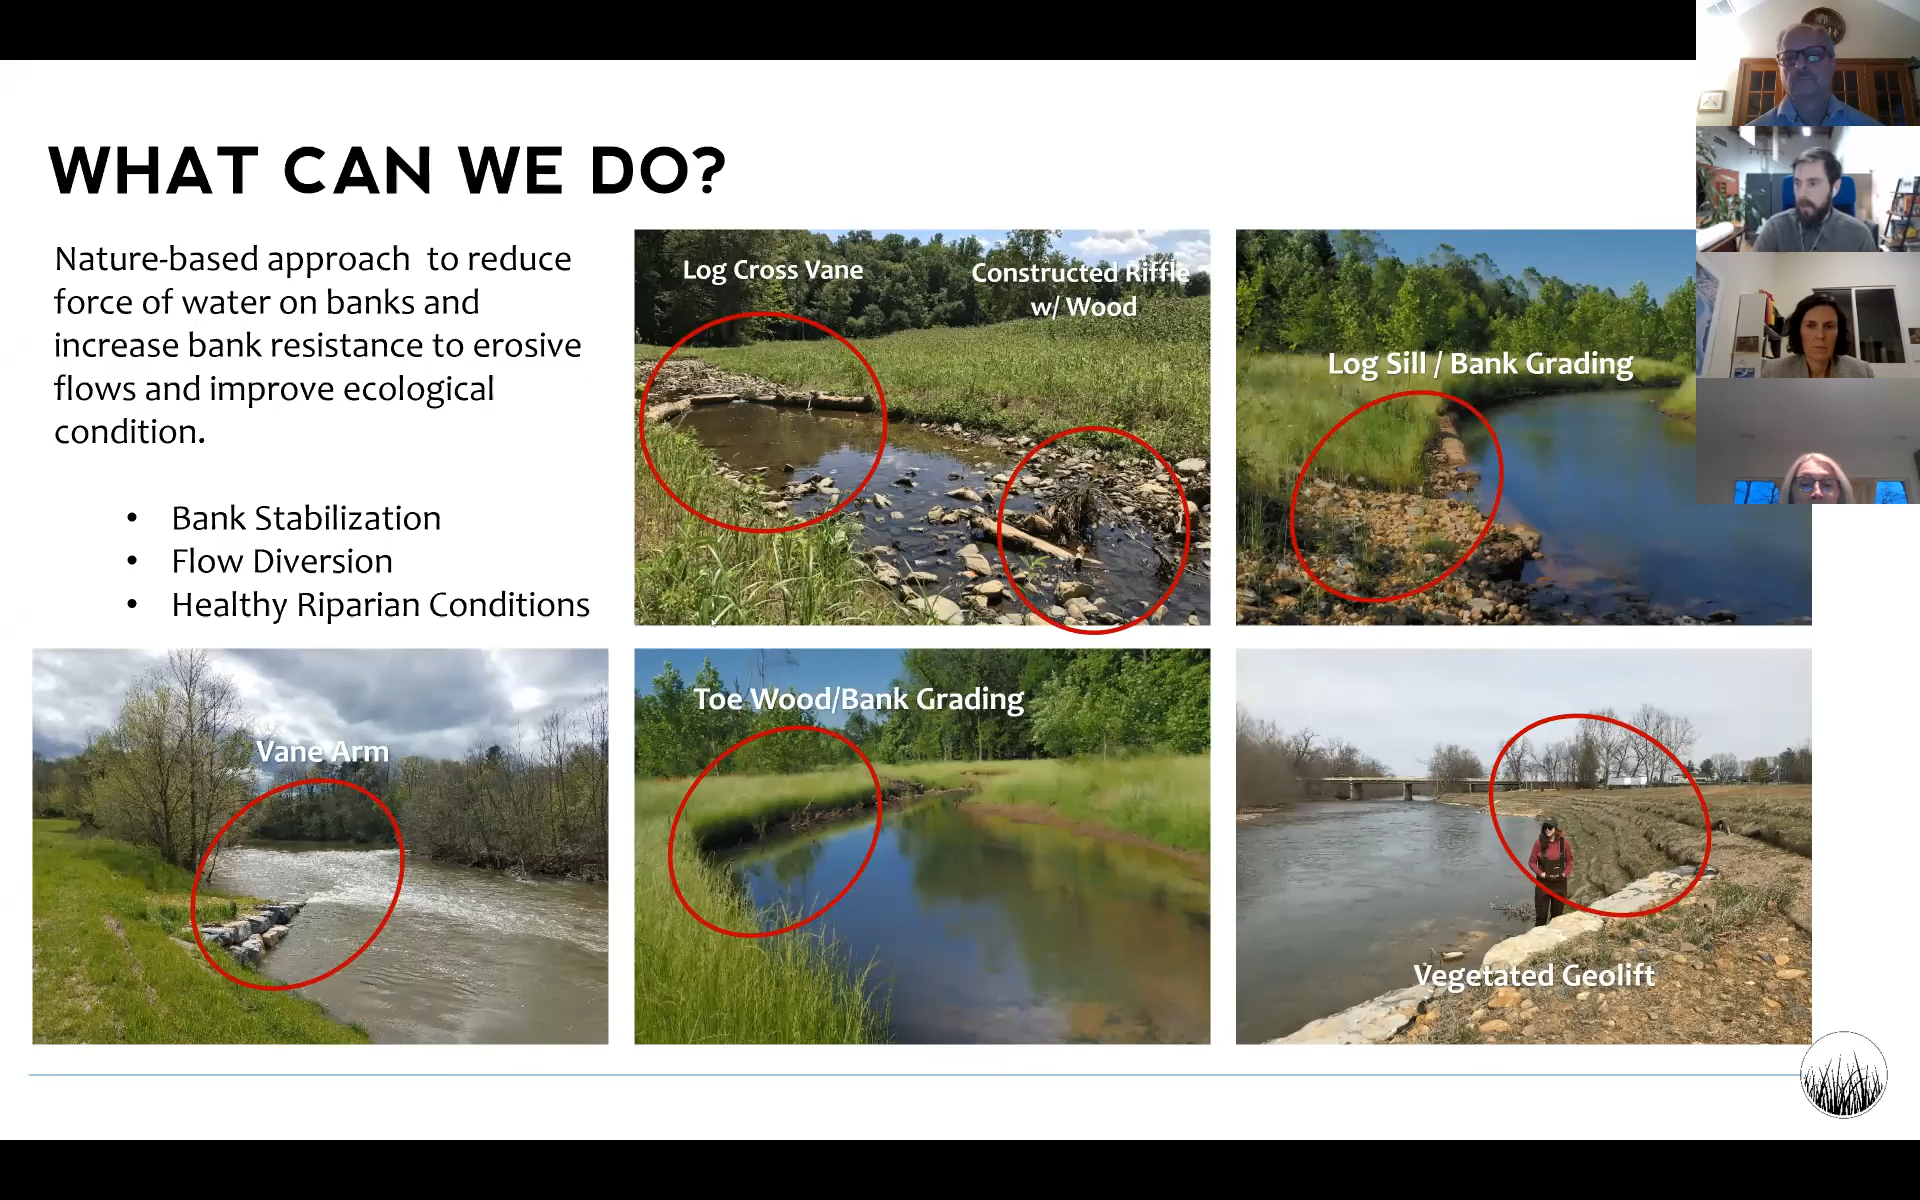 WHAT CAN WE DO?
Nature-based approach to reduce
force of water on banks and
increase bank resistance to erosive
flows and improve ecological
condition.
• Bank Stabilization
• Flow Diversion
• Healthy Riparian Conditions
Log Cross Vane
Constructed Riffle
w/ Wood
Log Sill / Bank Grading
Vane Arm
Toe Wood/Bank Grading
Vegetated Geolift